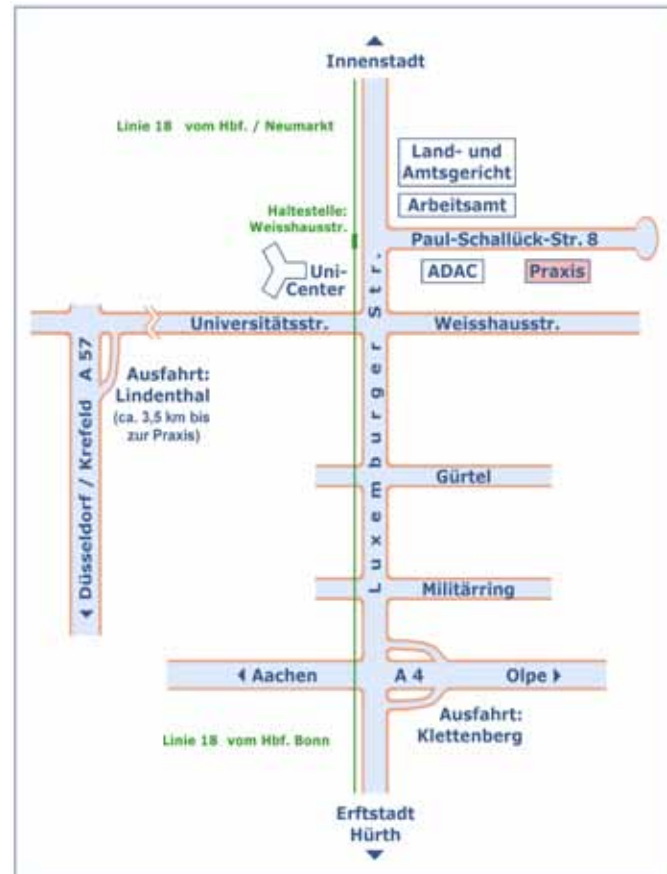 Innenstadt
Linie 18 vom Hbf. / Neumarkt
Land- und
Amtsgericht
Arbeitsamt
Haltestelle:
Weisshausstr.
Paul-Schallück-Str. 8
Uni-
Center
ADAC
Praxis
Universitätsstr.
Weisshausstr.
Luxemburger Str.
Düsseldorf / Krefeld A 57
Ausfahrt:
Lindenthal
(ca. 3,5 km bis
zur Praxis)
Gürtel
Militärring
Aachen
A 4
Olpe
Ausfahrt:
Klettenberg
Linie 18 vom Hbf. Bonn
Erftstadt
Hürth